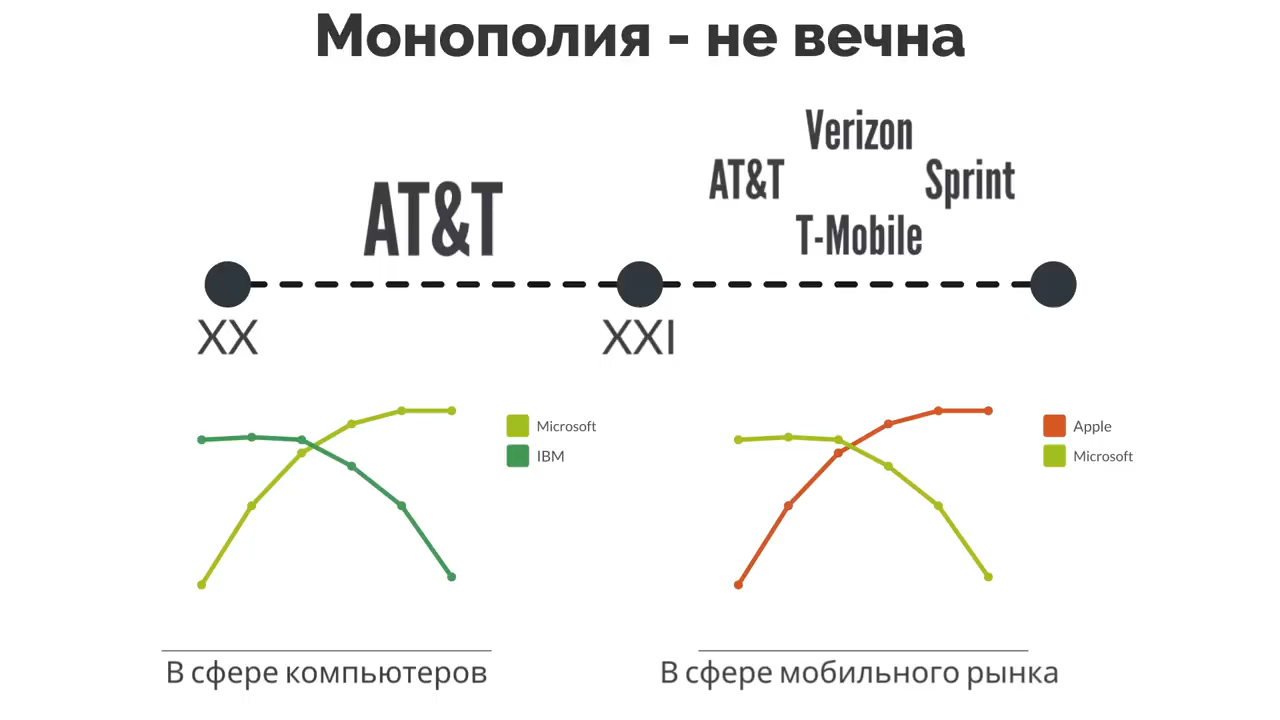 Монополия - не вечна
Verizon
AT&T
AT&T
Sprint
T-Mobile
XX
XXI
Microsoft
IBM
Apple
Microsoft
В сфере компьютеров
В сфере мобильного рынка